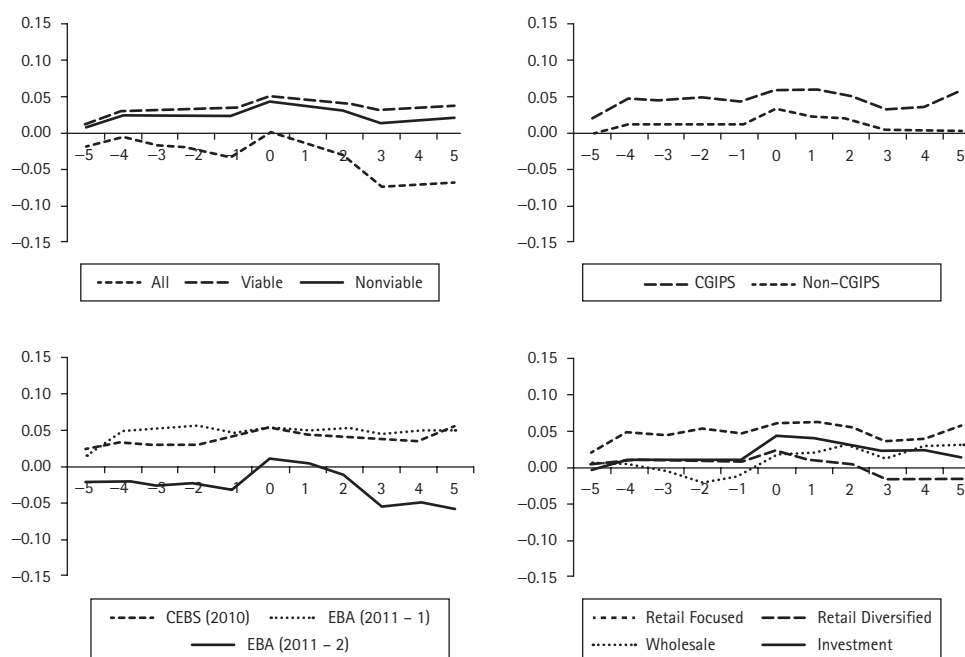 0.15
0.10
0.05
0.00
−0.05
−0.10
−0.15
−5 −4 −3 −2 −1 0 1 2 3 4 5
All Viable Nonviable
0.15
0.10
0.05
0.00
−0.05
−0.10
−0.15
−5 −4 −3 −2 −1 0 1 2 3 4 5
CGIPS Non–CGIPS
0.15
0.10
0.05
0.00
−0.05
−0.10
−0.15
−5 −4 −3 −2 −1 0 1 2 3 4 5
CEBS (2010) EBA (2011 – 1)
EBA (2011 – 2)
0.15
0.10
0.05
0.00
−0.05
−0.10
−0.15
−5 −4 −3 −2 −1 0 1 2 3 4 5
Retail Focused Retail Diversified
Wholesale Investment